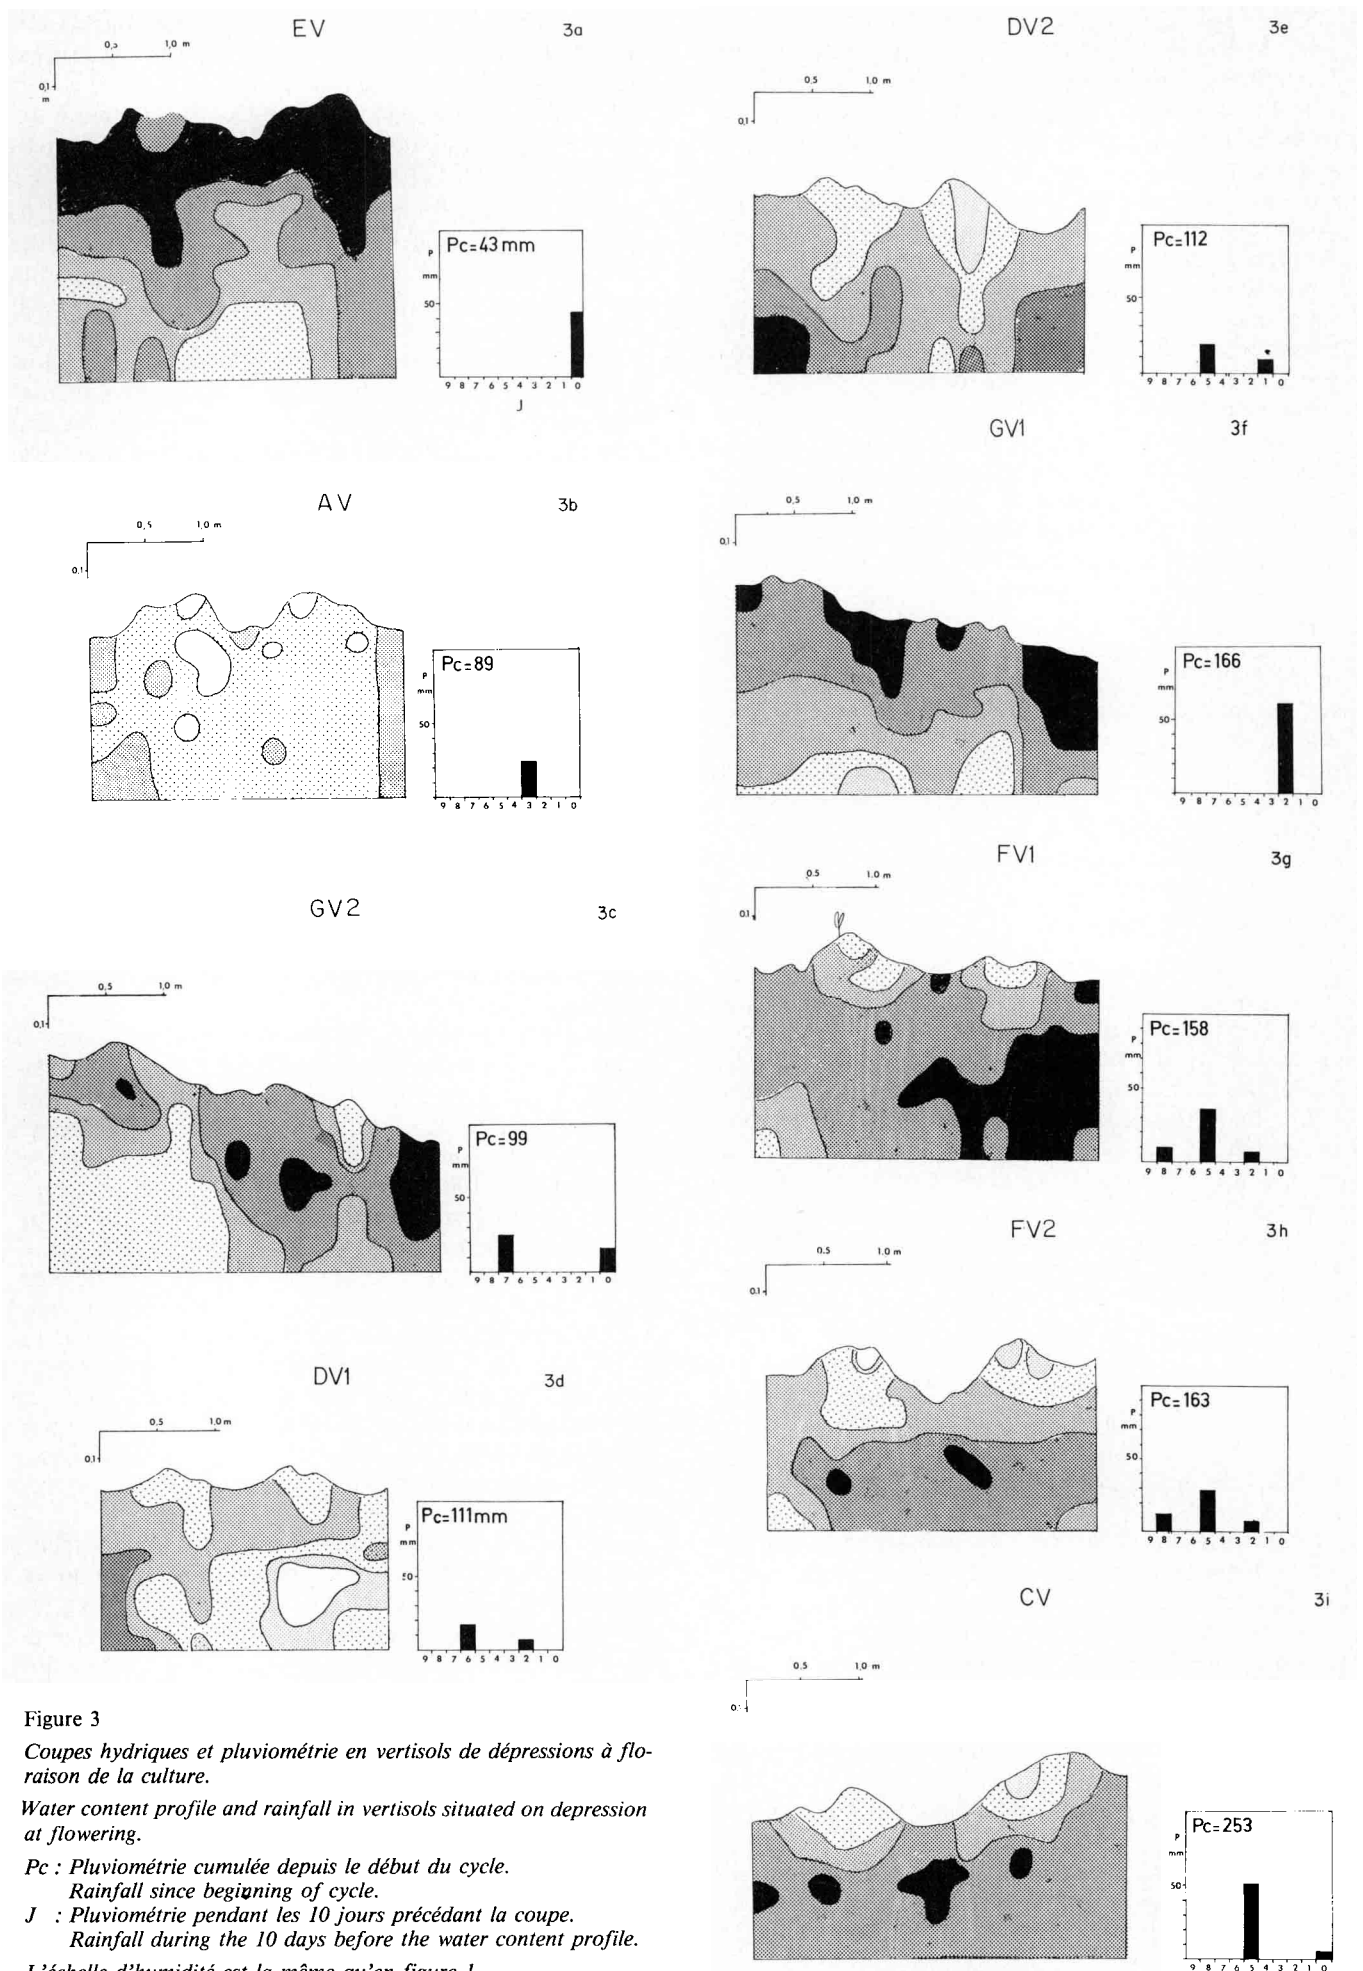 EV 3a
0,5 1,0 m
0,1
m
Pc=43 mm
P
mm
50
9 8 7 6 5 4 3 2 1 0
J
AV 3b
0,5 1,0 m
0,1
Pc=89
P
mm
50
9 8 7 6 5 4 3 2 1 0
GV2 3c
0,5 1,0 m
0,1
Pc=99
P
mm
50
9 8 7 6 5 4 3 2 1 0
DV1 3d
0.5 1.0 m
0.1
Pc=111mm
P
mm
50
9 8 7 6 5 4 3 2 1 0
Figure 3
Coupes hydriques et pluviométrie en vertisols de dépressions à flo-
raison de la culture.
Water content profile and rainfall in vertisols situated on depression
at flowering.
Pc : Pluviométrie cumulée depuis le début du cycle.
Rainfall since beginning of cycle.
J : Pluviométrie pendant les 10 jours précédant la coupe.
Rainfall during the 10 days before the water content profile.
L'échelle d'humidité est la même qu'en figure 1.
DV2 3e
0.5 1.0 m
0,1
Pc=112
P
mm
50
9 8 7 6 5 4 3 2 1 0
GV1 3f
0.5 1,0 m
0,1
Pc=166
P
mm
50
9 8 7 6 5 4 3 2 1 0
FV1 3g
0.5 1.0 m
0,1
Pc=158
P
mm
50
9 8 7 6 5 4 3 2 1 0
FV2 3h
0.5 1.0 m
0.1
Pc=163
P
mm
50
9 8 7 6 5 4 3 2 1 0
CV 3i
0.5 1,0 m
Pc=253
P
mm
50
9 8 7 6 5 4 3 2 1 0